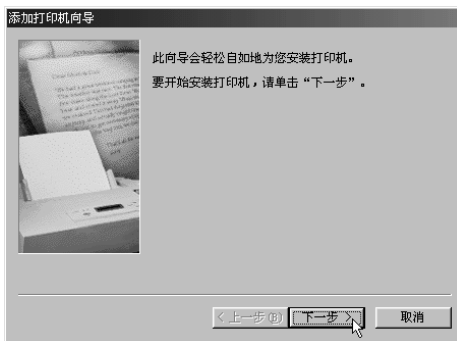 添加打印机向导
此向导会轻松自如地为您安装打印机。
要开始安装打印机，请单击“下一步”。
< 上一步(B)
下一步 >
取消